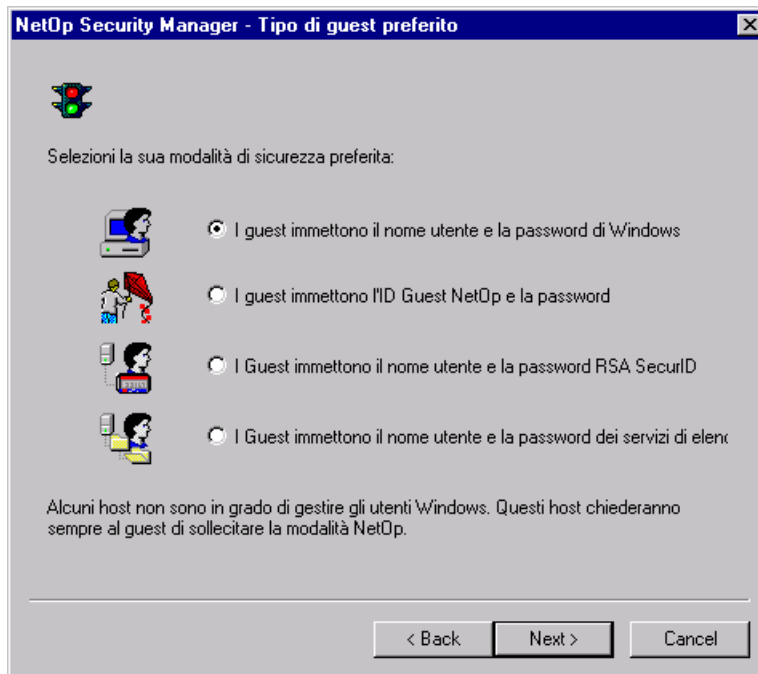 NetOp Security Manager - Tipo di guest preferito
Selezioni la sua modalità di sicurezza preferita:
I guest immettono il nome utente e la password di Windows
I guest immettono l'ID Guest NetOp e la password
I Guest immettono il nome utente e la password RSA SecurID
I Guest immettono il nome utente e la password dei servizi di elenc
Alcuni host non sono in grado di gestire gli utenti Windows. Questi host chiederanno
sempre al guest di sollecitare la modalità NetOp.
< Back
Next >
Cancel